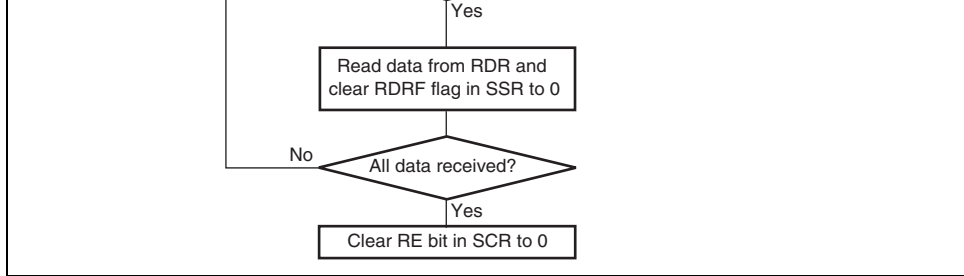 Yes
Read data from RDR and
clear RDRF flag in SSR to 0
No
All data received?
Yes
Clear RE bit in SCR to 0